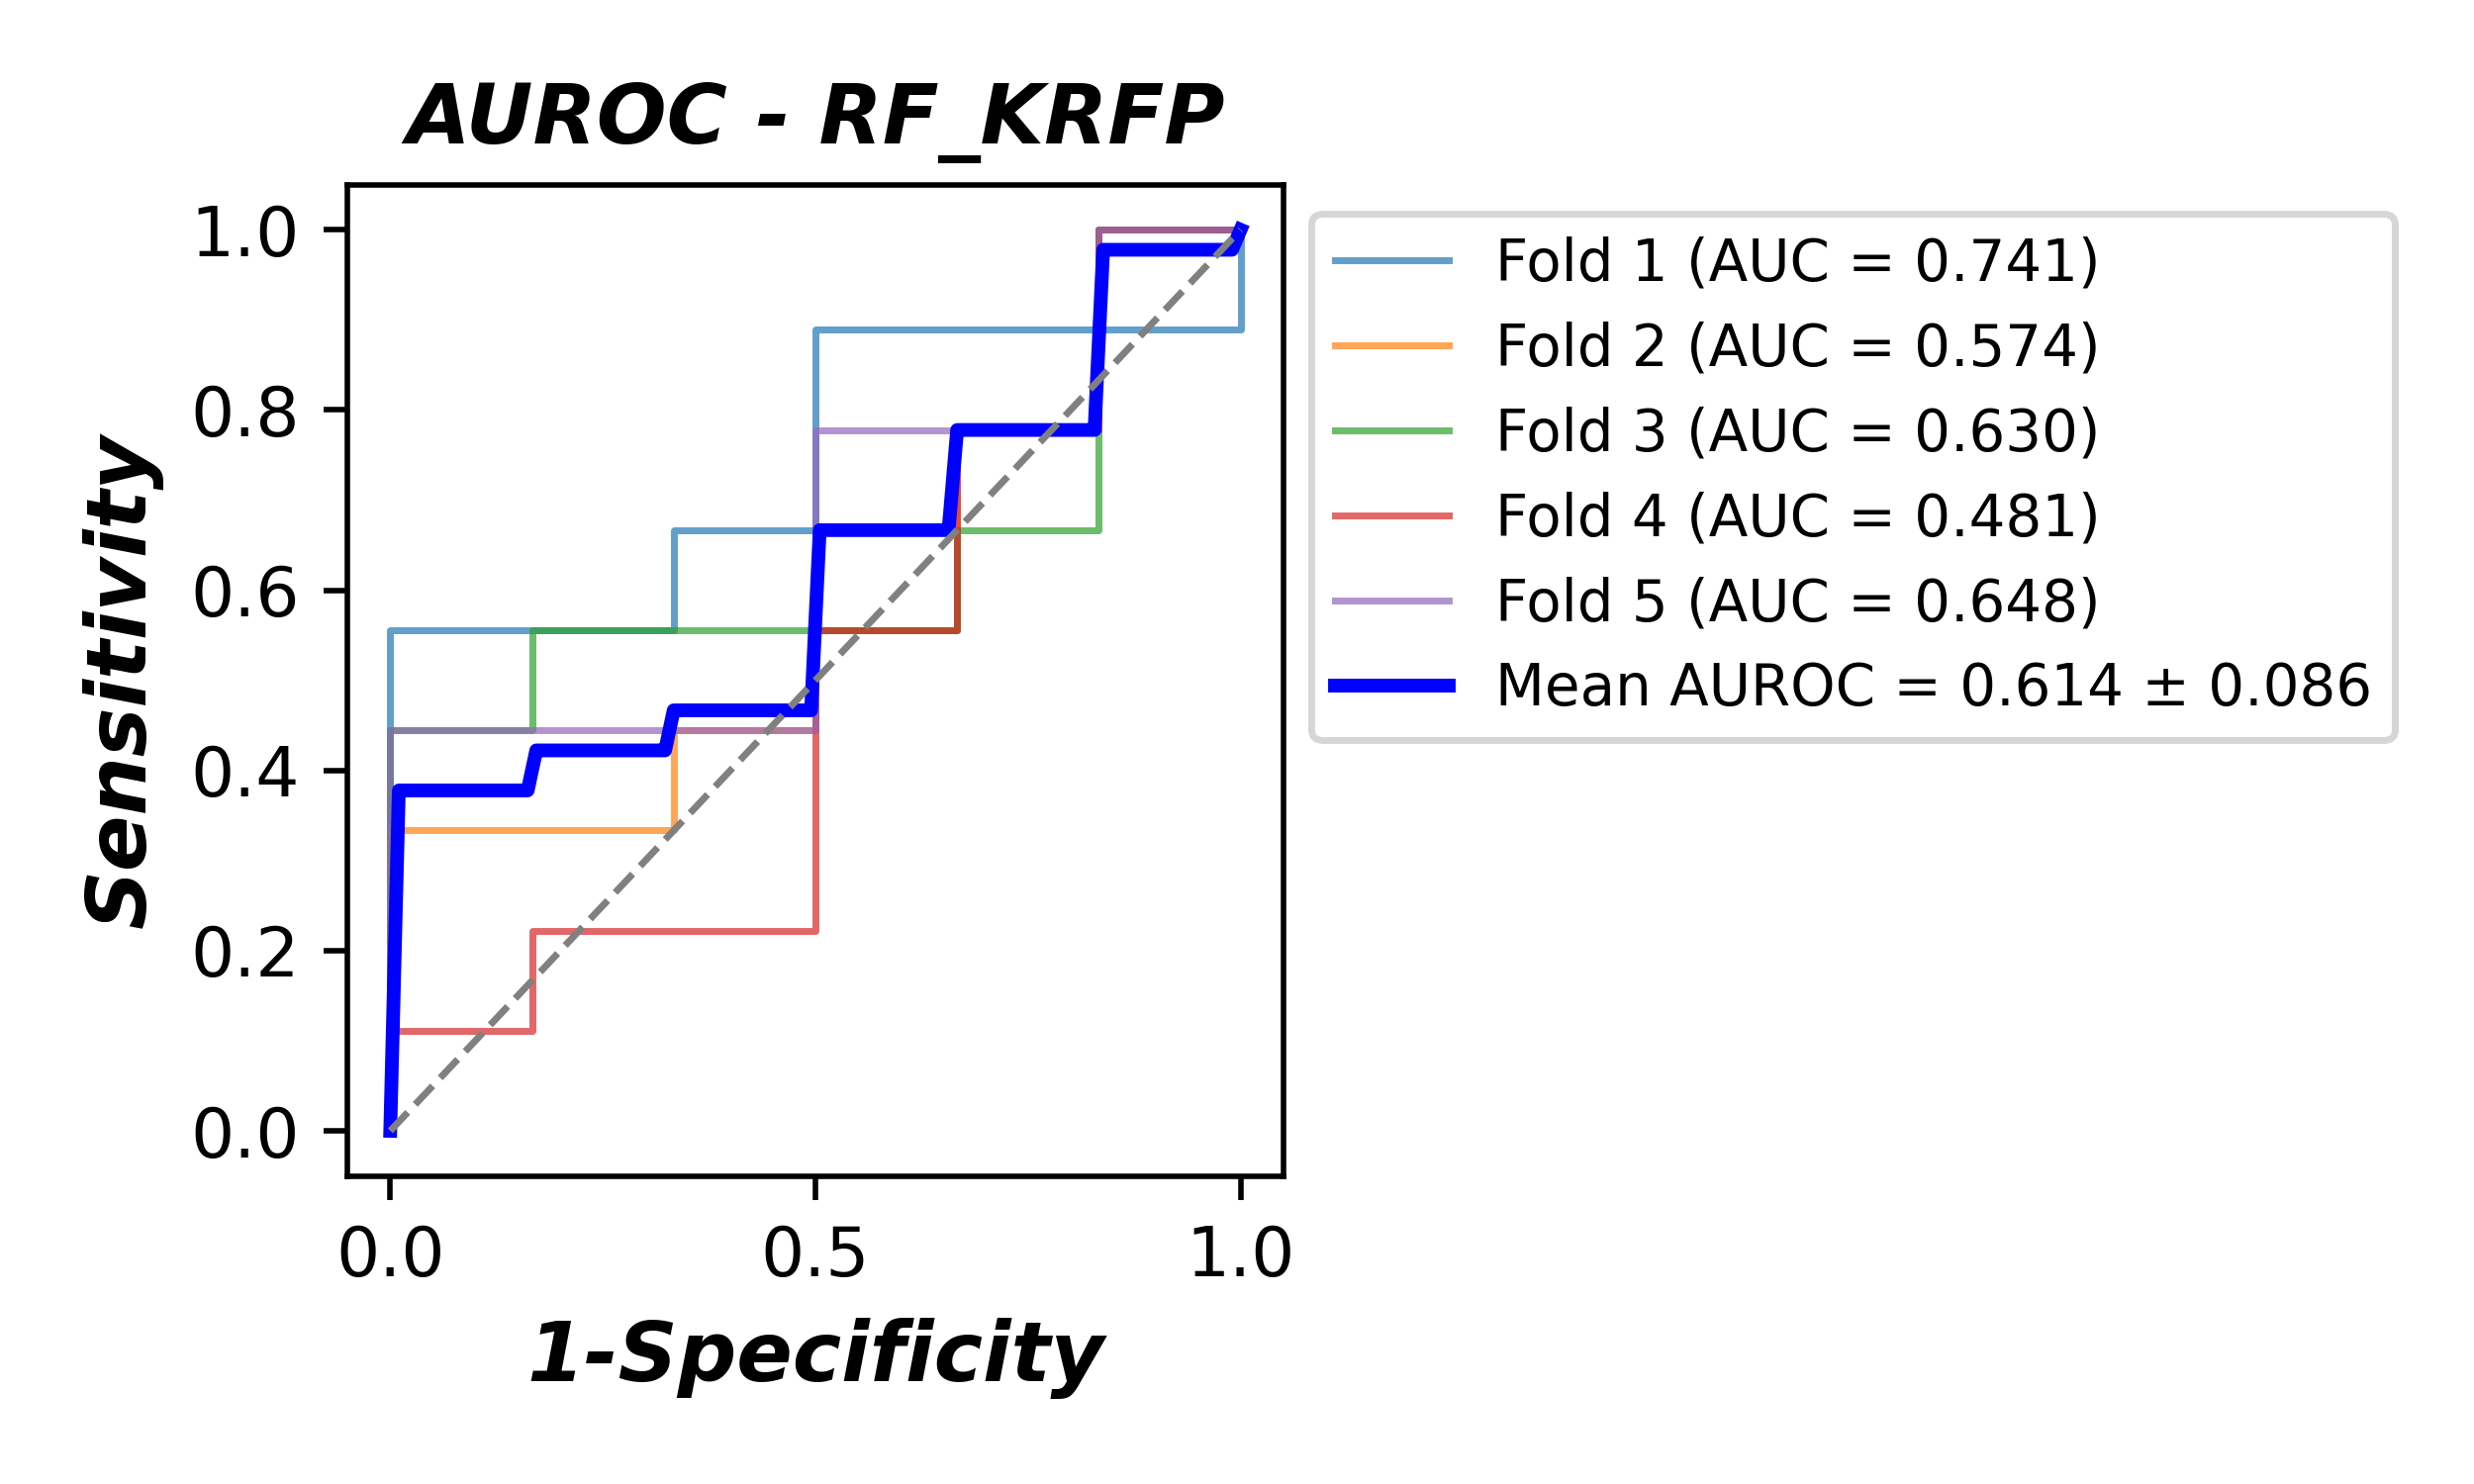 AUROC - RF_KRFP
Sensitivity
1.0
0.8
0.6
0.4
0.2
0.0
0.0 0.5 1.0
1-Specificity
Fold 1 (AUC = 0.741)
Fold 2 (AUC = 0.574)
Fold 3 (AUC = 0.630)
Fold 4 (AUC = 0.481)
Fold 5 (AUC = 0.648)
Mean AUROC = 0.614 ± 0.086